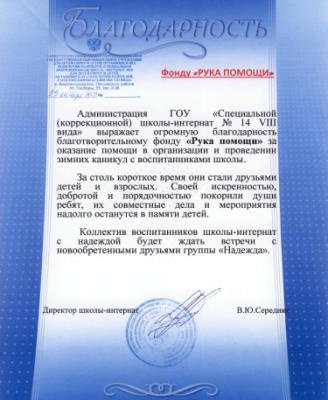 БЛАГОДАРНОСТЬ
Фонду «РУКА ПОМОЩИ»
Администрация ГОУ «Специальной
(коррекционной) школы-интернат № 14 VIII
вида» выражает огромную благодарность
благотворительному фонду «Рука помощи» за
оказание помощи в организации и проведении
зимних каникул с воспитанниками школы.
За столь короткое время они стали друзьями
детей и взрослых. Своей искренностью,
добротой и порядочностью покорили души
ребят, их совместные дела и мероприятия
надолго останутся в памяти детей.
Коллектив воспитанников школы-интернат
с надеждой будет ждать встречи с
новообретенными друзьями группы «Надежда».
Директор школы-интернат В.Ю.Середняк